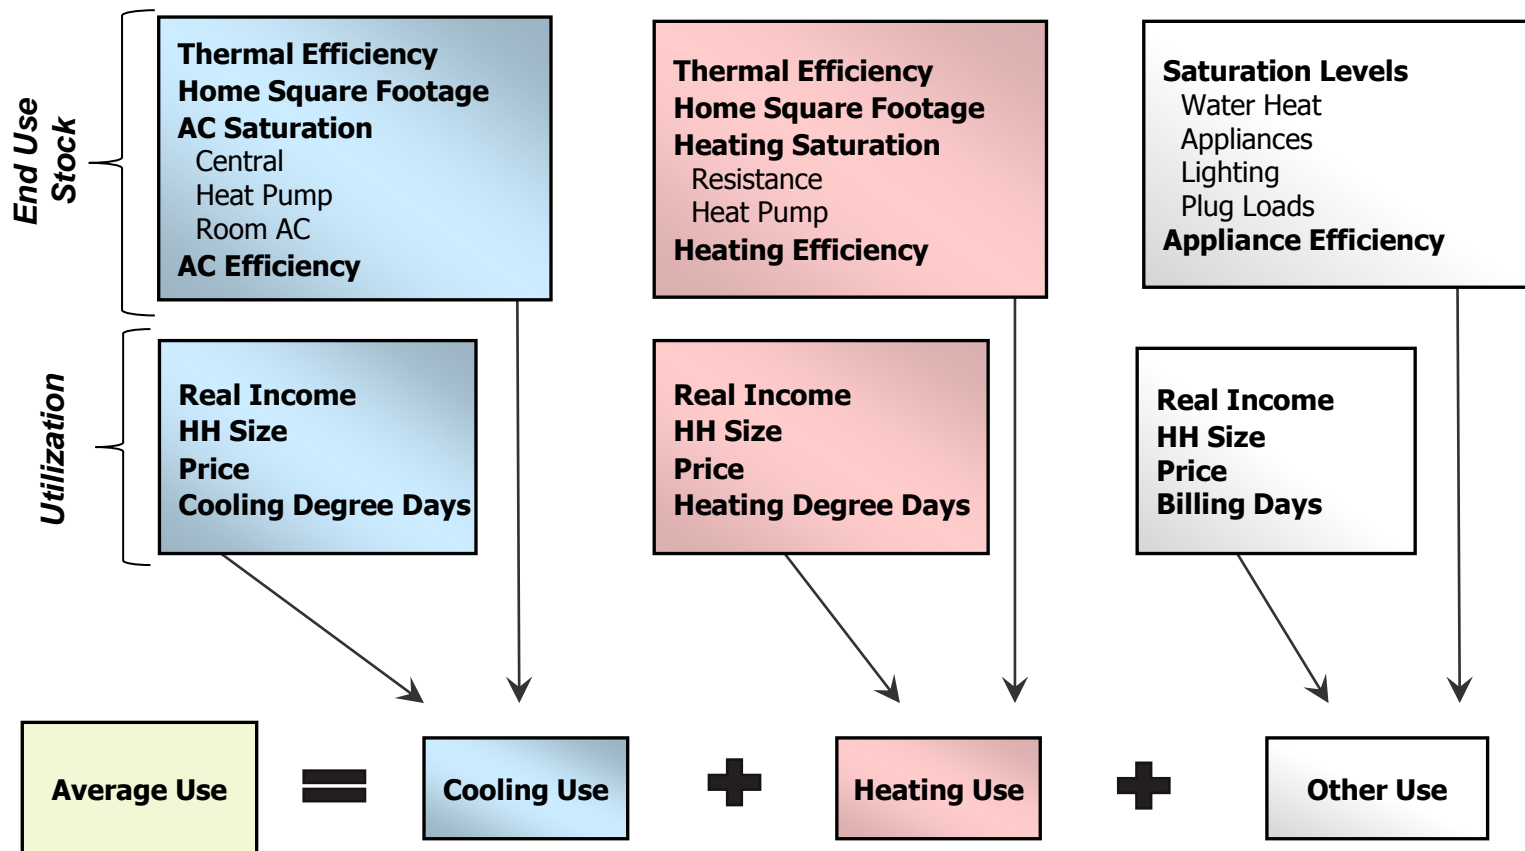 End Use
Stock
Thermal Efficiency
Home Square Footage
AC Saturation
Central
Heat Pump
Room AC
AC Efficiency
Thermal Efficiency
Home Square Footage
Heating Saturation
Resistance
Heat Pump
Heating Efficiency
Saturation Levels
Water Heat
Appliances
Lighting
Plug Loads
Appliance Efficiency
Utilization
Real Income
HH Size
Price
Cooling Degree Days
Real Income
HH Size
Price
Heating Degree Days
Real Income
HH Size
Price
Billing Days
Average Use = Cooling Use + Heating Use + Other Use